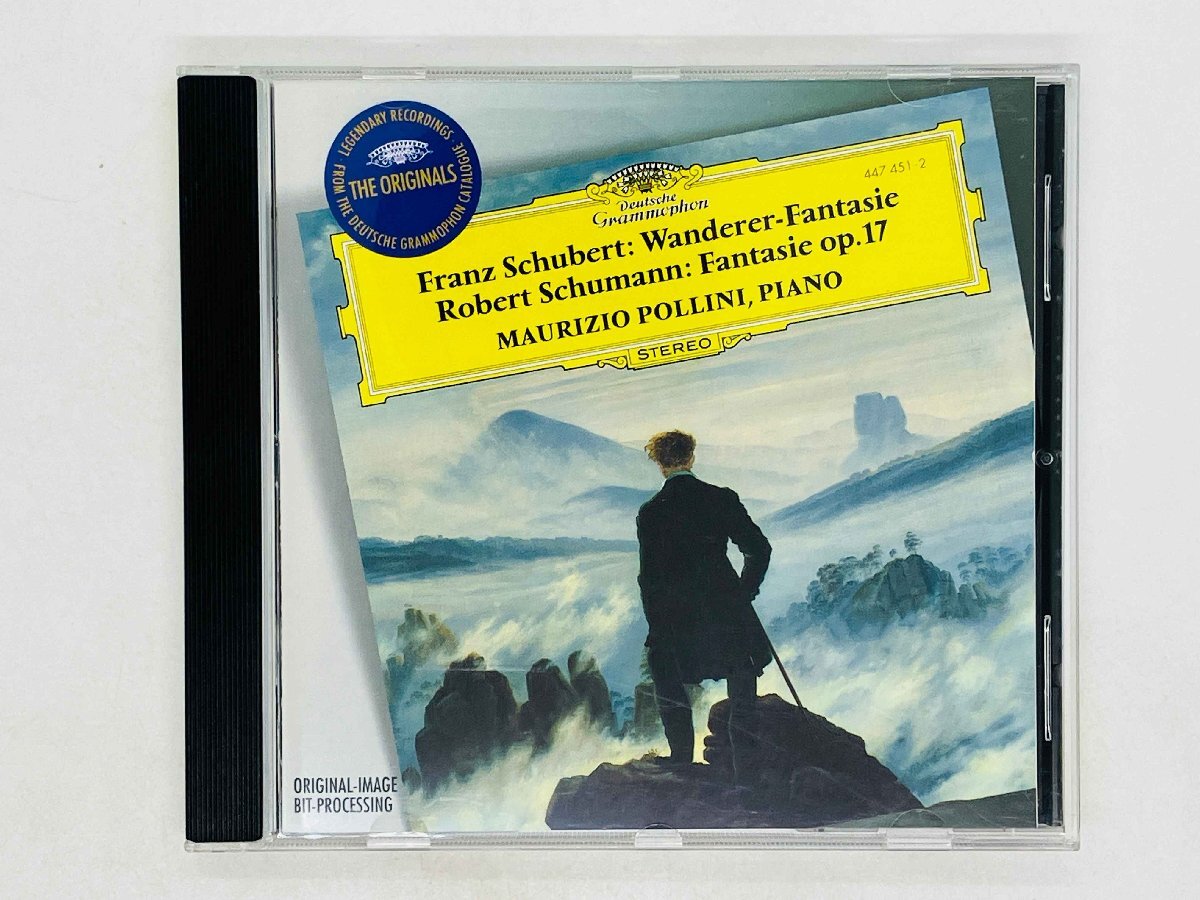 LEGENDARY RECORDINGS
THE ORIGINALS
FROM THE DEUTSCHE GRAMMOPHON CATALOGUE
447 451-2
Deutsche
Grammophon
Franz Schubert: Wanderer-Fantasie
Robert Schumann: Fantasie op.17
MAURIZIO POLLINI, PIANO
STEREO
ORIGINAL-IMAGE
BIT-PROCESSING